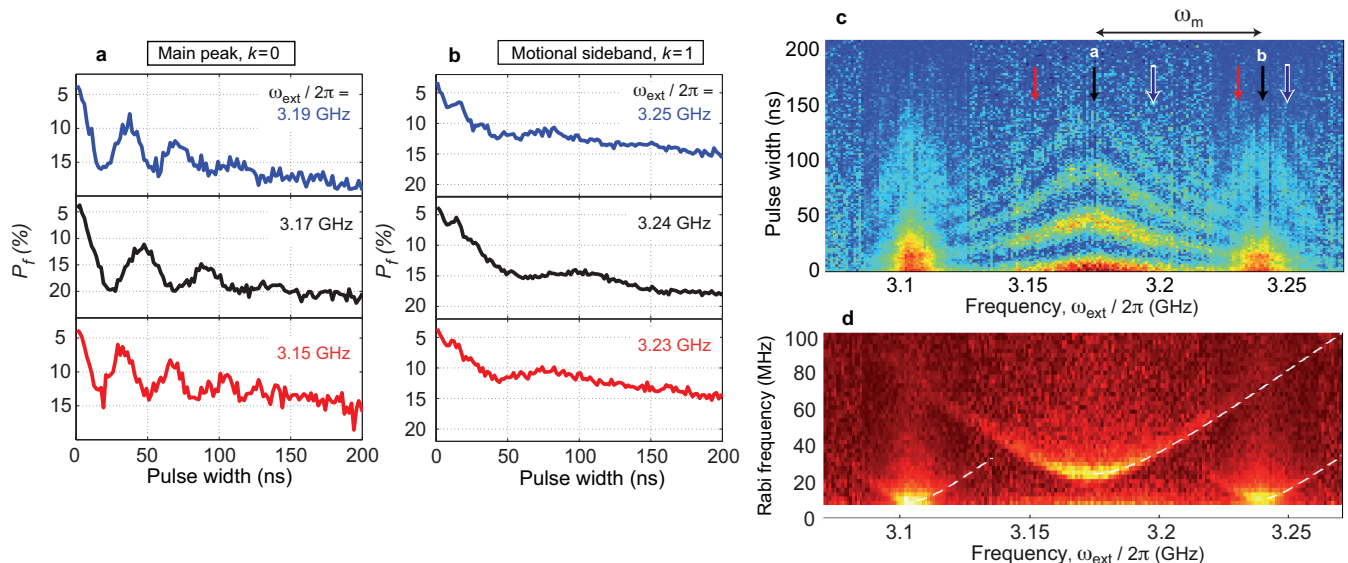 a
Main peak, k=0
ω_ext / 2π =
3.19 GHz
5
10
15
3.17 GHz
5
10
15
20
3.15 GHz
5
10
15
P_f (%)
0 50 100 150 200
Pulse width (ns)
b
Motional sideband, k=1
ω_ext / 2π =
3.25 GHz
5
10
15
20
3.24 GHz
5
10
15
20
3.23 GHz
5
10
15
20
P_f (%)
0 50 100 150 200
Pulse width (ns)
c
ω_m
a
b
200
150
100
50
0
Pulse width (ns)
3.1 3.15 3.2 3.25
Frequency, ω_ext / 2π (GHz)
d
100
80
60
40
20
0
Rabi frequency (MHz)
3.1 3.15 3.2 3.25
Frequency, ω_ext / 2π (GHz)